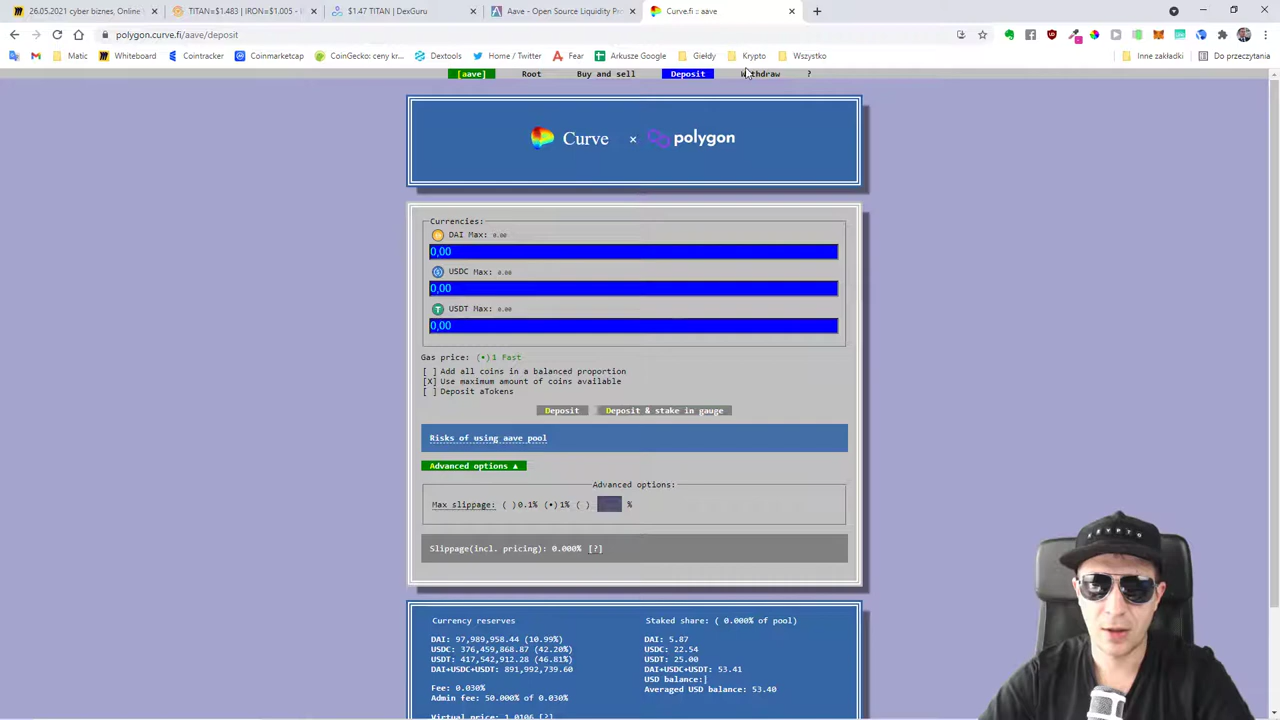 26.05.2021 cyber biznes, Online
TITAN=$1.483 | IRON=$1.005 - I
$1.47 TITAN | DexGuru
Aave - Open Source Liquidity Pro
Curve.fi :: aave
polygon.curve.fi/aave/deposit
Matic
Whiteboard
Wealthbit
Cointracker
Coinmarketcap
CoinGecko: ceny kr...
Dextools
Home / Twitter
Fear
Arkusze Google
Giełdy
Krypto
Wszystko
Inne zakładki
Do przeczytania
[aave]
Root
Buy and sell
Deposit
Withdraw
?
Curve × polygon
Currencies:
DAI Max: 0.00
0,00
USDC Max: 0.00
0,00
USDT Max: 0.00
0,00
Gas price: (•)1 Fast
[ ] Add all coins in a balanced proportion
[X] Use maximum amount of coins available
[ ] Deposit aTokens
Deposit
Deposit & stake in gauge
Risks of using aave pool
Advanced options ▲
Advanced options:
Max slippage: ( )0.1% (•)1% ( ) %
Slippage(incl. pricing): 0.000% [?]
Currency reserves
DAI: 97,989,958.44 (10.99%)
USDC: 376,459,868.87 (42.20%)
USDT: 417,542,912.28 (46.81%)
DAI+USDC+USDT: 891,992,739.60
Fee: 0.030%
Admin fee: 50.000% of 0.030%
Virtual price: 1.0106 [?]
Staked share: ( 0.000% of pool)
DAI: 5.87
USDC: 22.54
USDT: 25.00
DAI+USDC+USDT: 53.41
USD balance:
Averaged USD balance: 53.40
KRYPTO